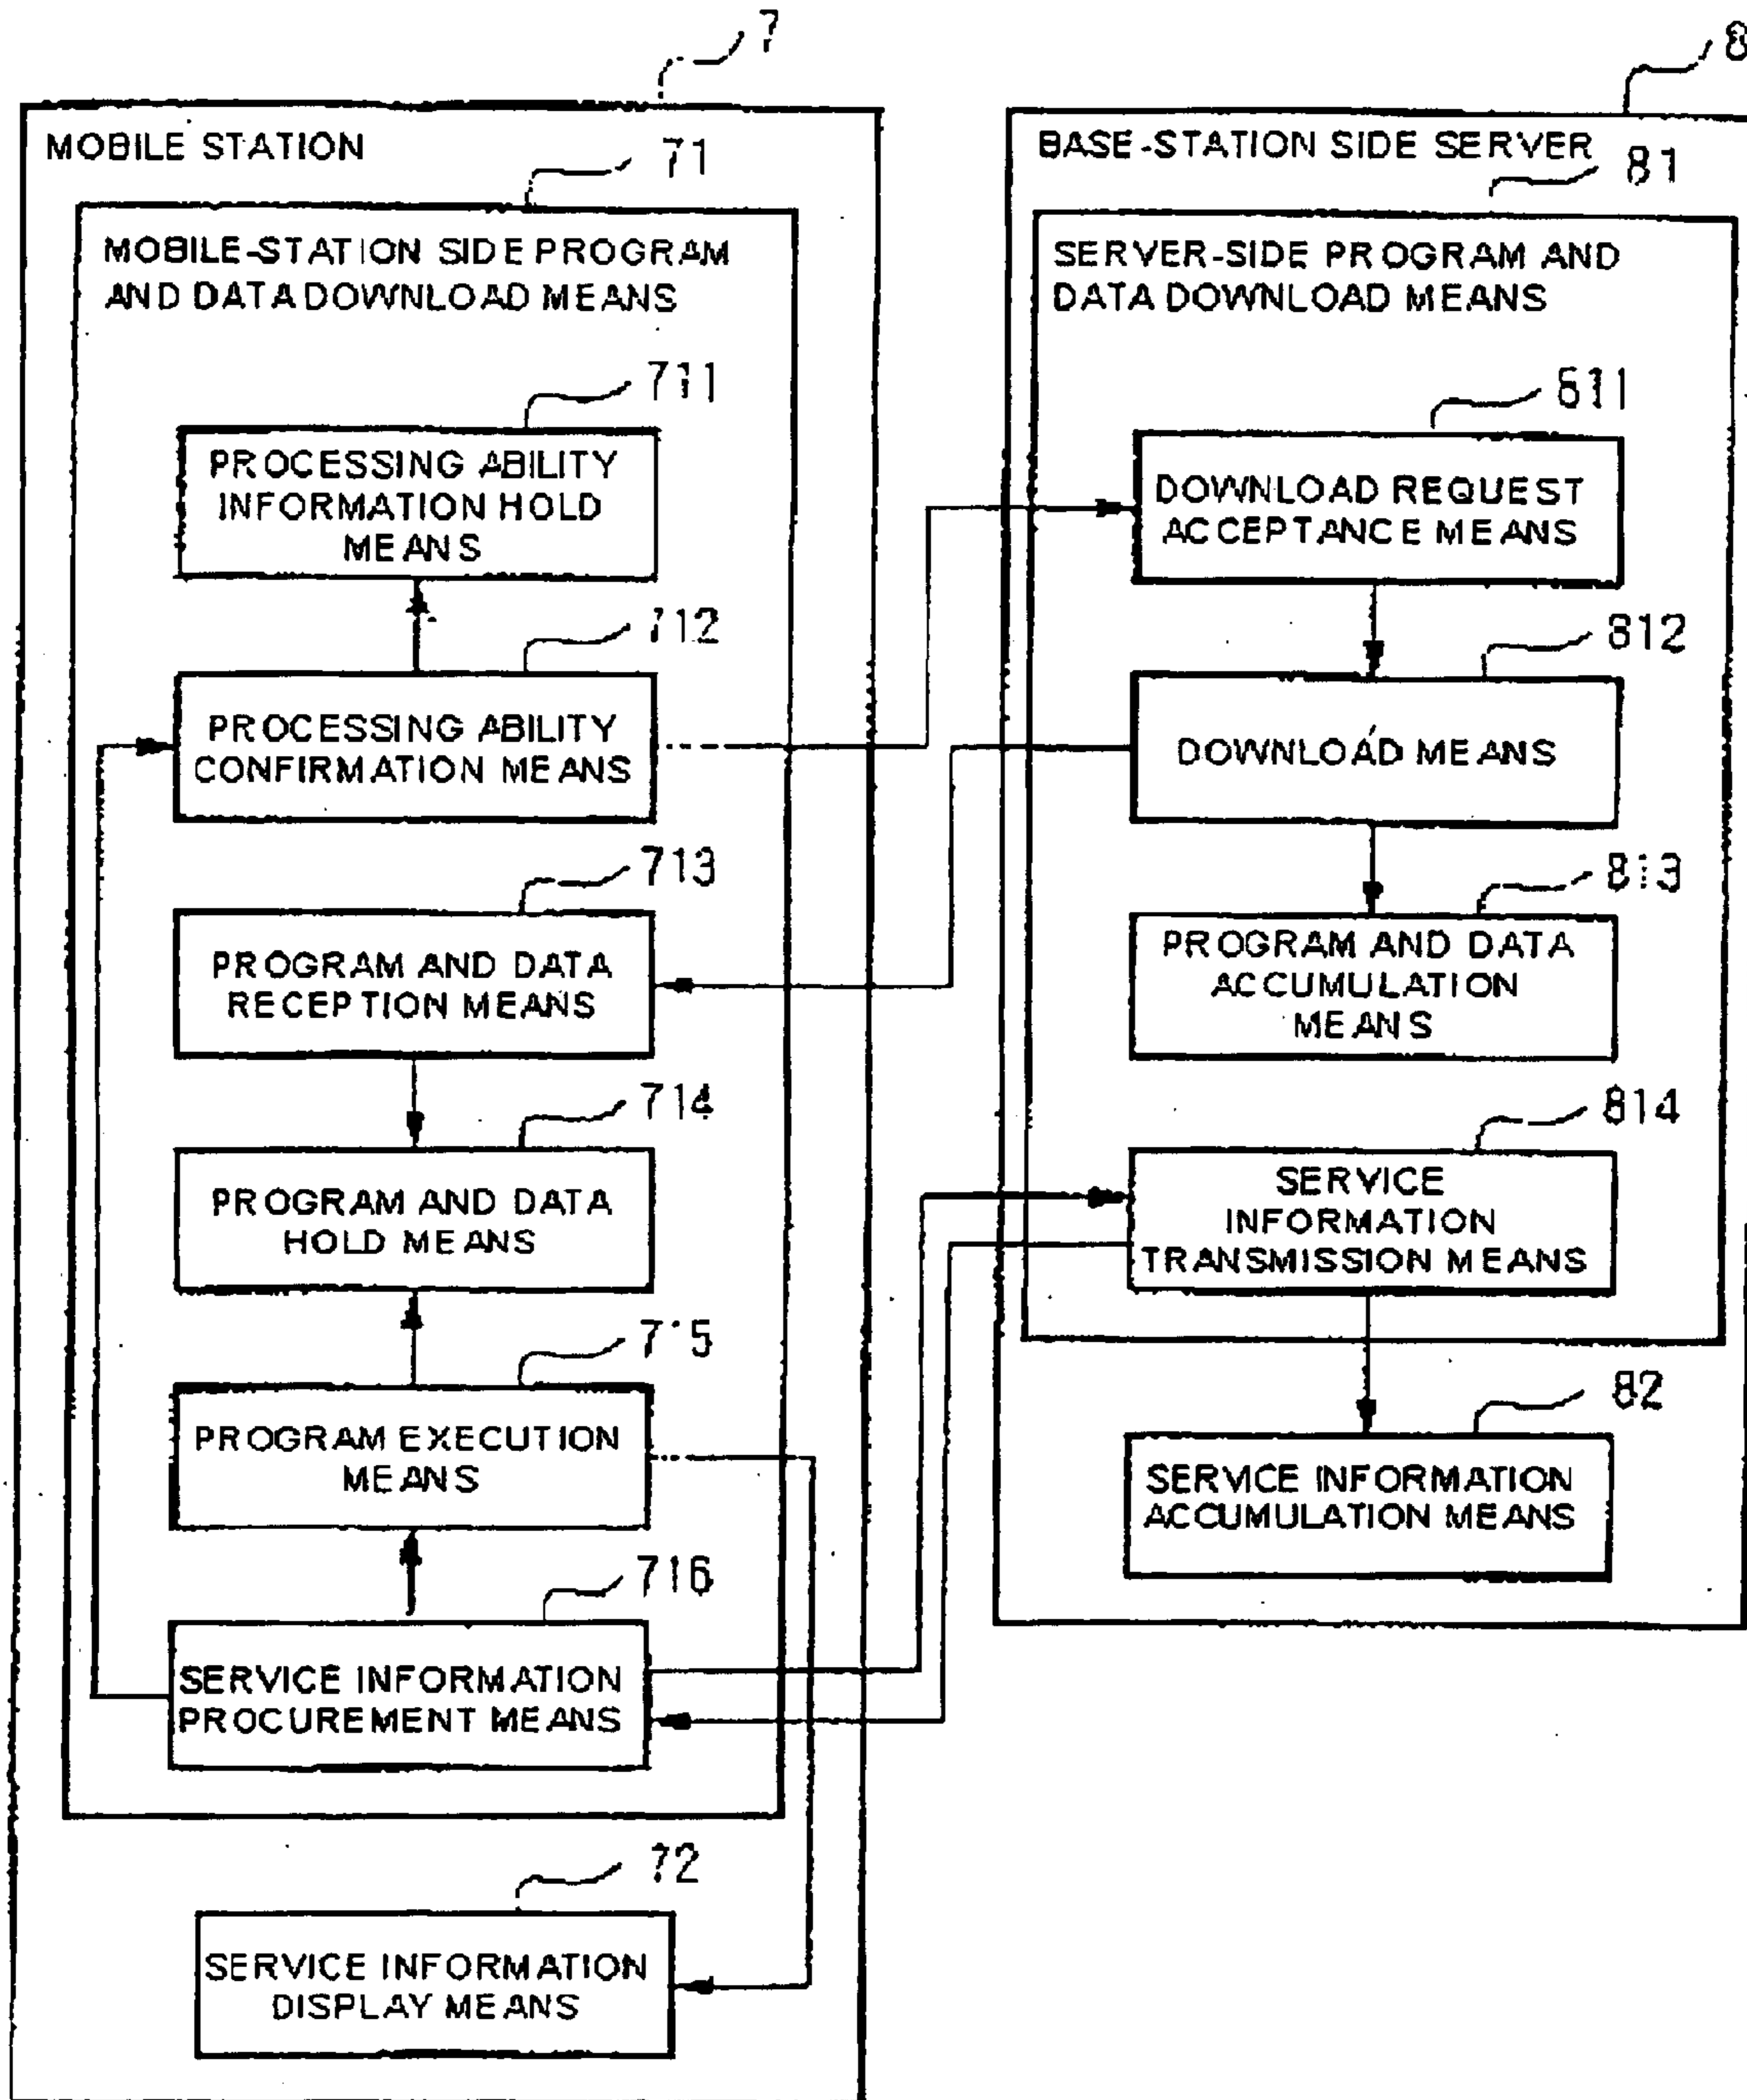 7
8
MOBILE STATION
71
MOBILE-STATION SIDE PROGRAM
AND DATA DOWNLOAD MEANS
711
PROCESSING ABILITY
INFORMATION HOLD
MEANS
712
PROCESSING ABILITY
CONFIRMATION MEANS
713
PROGRAM AND DATA
RECEPTION MEANS
714
PROGRAM AND DATA
HOLD MEANS
715
PROGRAM EXECUTION
MEANS
716
SERVICE INFORMATION
PROCUREMENT MEANS
72
SERVICE INFORMATION
DISPLAY MEANS
BASE-STATION SIDE SERVER
81
SERVER-SIDE PROGRAM AND
DATA DOWNLOAD MEANS
811
DOWNLOAD REQUEST
ACCEPTANCE MEANS
812
DOWNLOAD MEANS
813
PROGRAM AND DATA
ACCUMULATION
MEANS
814
SERVICE
INFORMATION
TRANSMISSION MEANS
82
SERVICE INFORMATION
ACCUMULATION MEANS